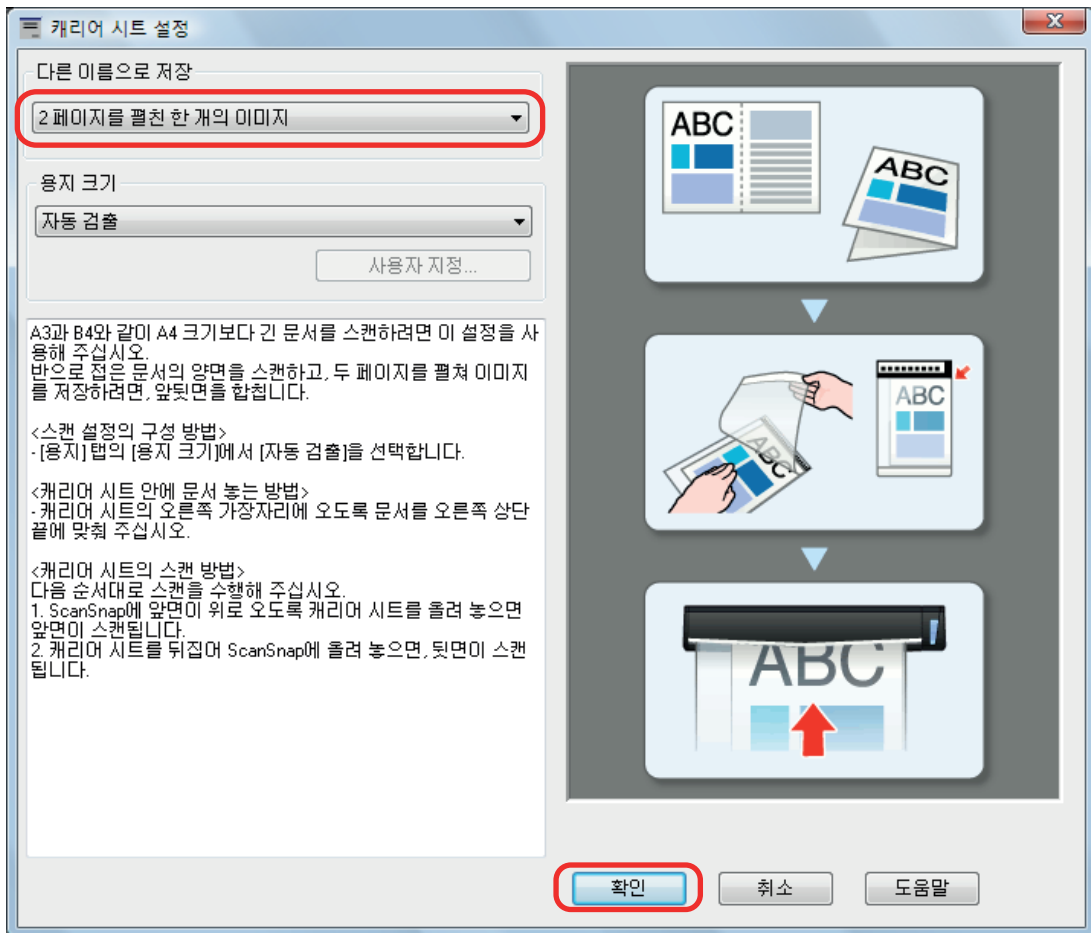 캐리어 시트 설정
다른 이름으로 저장
2 페이지를 펼친 한 개의 이미지
용지 크기
자동 검출
사용자 지정...
A3과 B4와 같이 A4 크기보다 긴 문서를 스캔하려면 이 설정을 사
용해 주십시오.
반으로 접은 문서의 양면을 스캔하고, 두 페이지를 펼쳐 이미지
를 저장하려면, 앞뒷면을 합칩니다.
<스캔 설정의 구성 방법>
- [용지] 탭의 [용지 크기]에서 [자동 검출]을 선택합니다.
<캐리어 시트 안에 문서 놓는 방법>
- 캐리어 시트의 오른쪽 가장자리에 오도록 문서를 오른쪽 상단
끝에 맞춰 주십시오.
<캐리어 시트의 스캔 방법>
다음 순서대로 스캔을 수행해 주십시오.
1. ScanSnap에 앞면이 위로 오도록 캐리어 시트를 올려 놓으면
앞면이 스캔됩니다.
2. 캐리어 시트를 뒤집어 ScanSnap에 올려 놓으면, 뒷면이 스캔
됩니다.
ABC
ABC
ABC
ABC
ABC
확인
취소
도움말